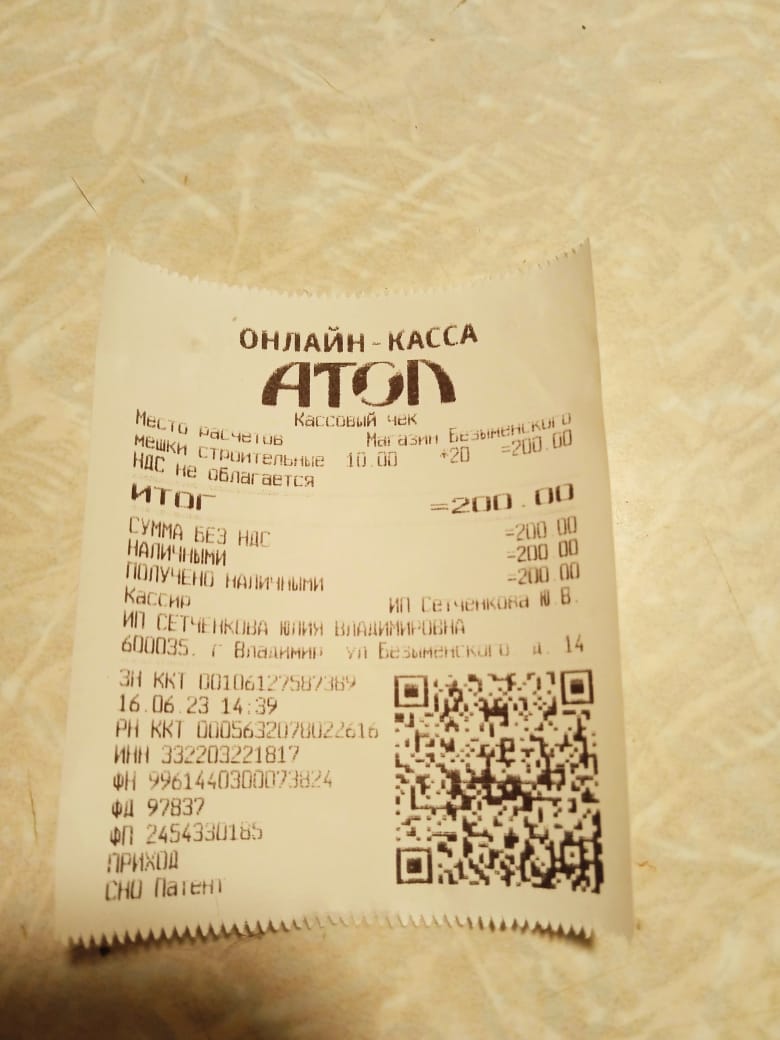 ОНЛАЙН-КАССА
АТОЛ
Кассовый чек
Место расчетов Магазин Безыменского
мешки строительные 10.00 *20 =200.00
НДС не облагается
ИТОГ =200.00
СУММА БЕЗ НДС =200.00
НАЛИЧНЫМИ =200.00
ПОЛУЧЕНО НАЛИЧНЫМИ =200.00
Кассир ИП Сетченкова Ю.В.
ИП СЕТЧЕНКОВА ЮЛИЯ ВЛАДИМИРОВНА
600035, г Владимир ул Безыменского д. 14
ЗН ККТ 00106127587389
16.06.23 14:39
РН ККТ 0005632078022616
ИНН 332203221817
ФН 9961440300073824
ФД 97837
ФП 2454330185
ПРИХОД
СНО Патент